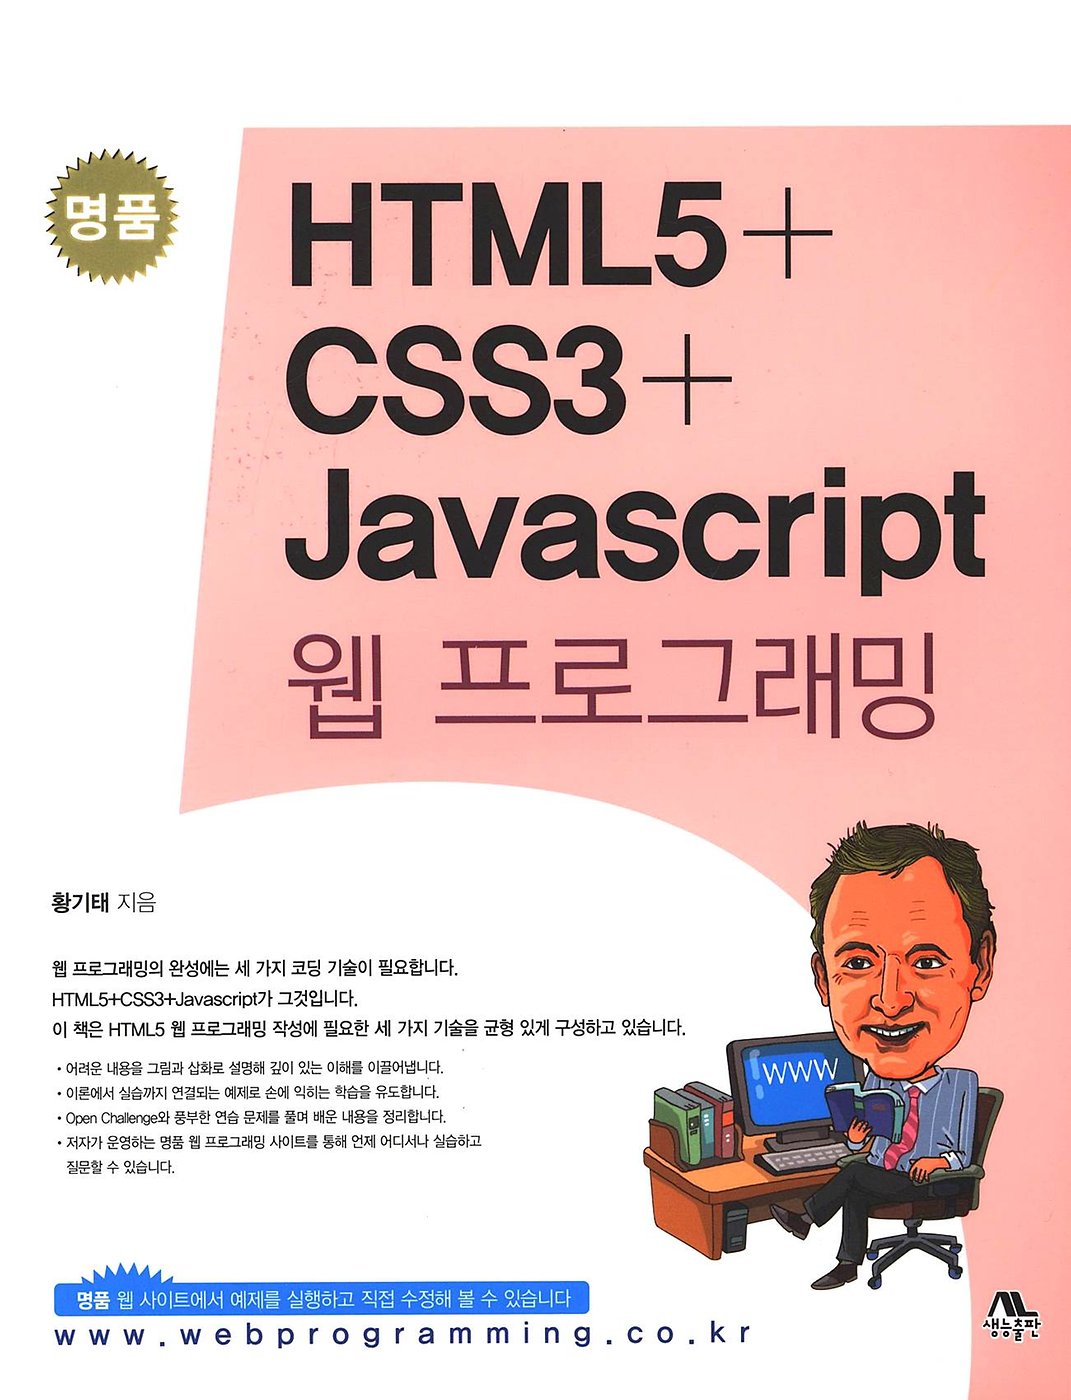 명품
HTML5+
CSS3+
Javascript
웹 프로그래밍
황기태 지음
웹 프로그래밍의 완성에는 세 가지 코딩 기술이 필요합니다.
HTML5+CSS3+Javascript가 그것입니다.
이 책은 HTML5 웹 프로그래밍 작성에 필요한 세 가지 기술을 균형 있게 구성하고 있습니다.
• 어려운 내용을 그림과 삽화로 설명해 깊이 있는 이해를 이끌어냅니다.
• 이론에서 실습까지 연결되는 예제로 손에 익히는 학습을 유도합니다.
• Open Challenge와 풍부한 연습 문제를 풀며 배운 내용을 정리합니다.
• 저자가 운영하는 명품 웹 프로그래밍 사이트를 통해 언제 어디서나 실습하고
질문할 수 있습니다.
WWW
명품 웹 사이트에서 예제를 실행하고 직접 수정해 볼 수 있습니다
www.webprogramming.co.kr
생능출판